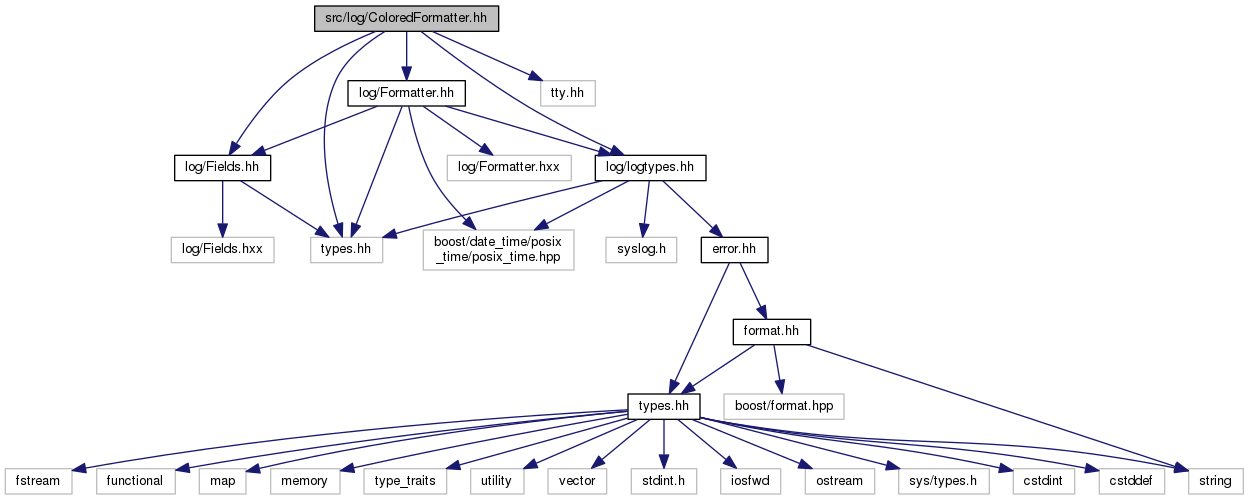 src/log/ColoredFormatter.hh
log/Formatter.hh
tty.hh
log/Fields.hh
log/Formatter.hxx
log/logtypes.hh
log/Fields.hxx
types.hh
boost/date_time/posix
_time/posix_time.hpp
syslog.h
error.hh
format.hh
types.hh
boost/format.hpp
fstream
functional
map
memory
type_traits
utility
vector
stdint.h
iosfwd
ostream
sys/types.h
cstdint
cstddef
string